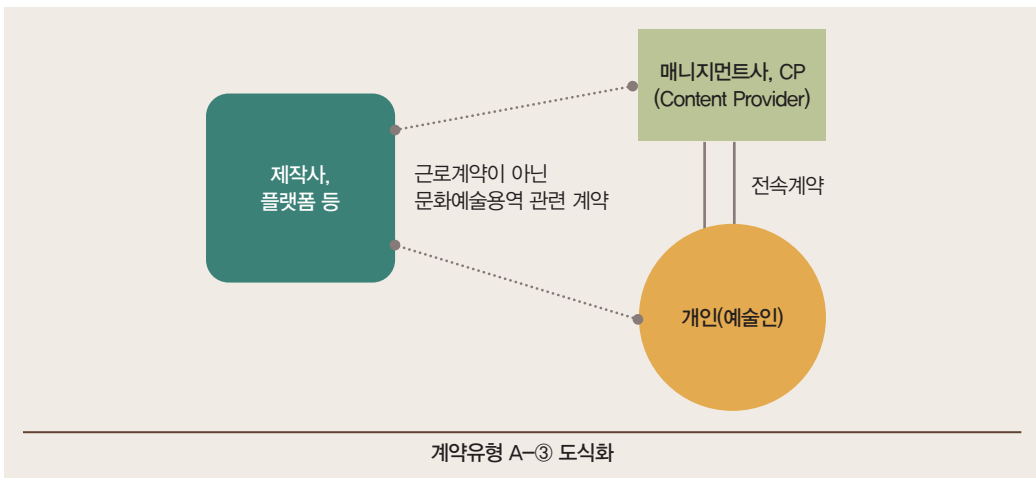 제작사,
플랫폼 등
근로계약이 아닌
문화예술용역 관련 계약
매니지먼트사, CP
(Content Provider)
전속계약
개인(예술인)
계약유형 A-③ 도식화